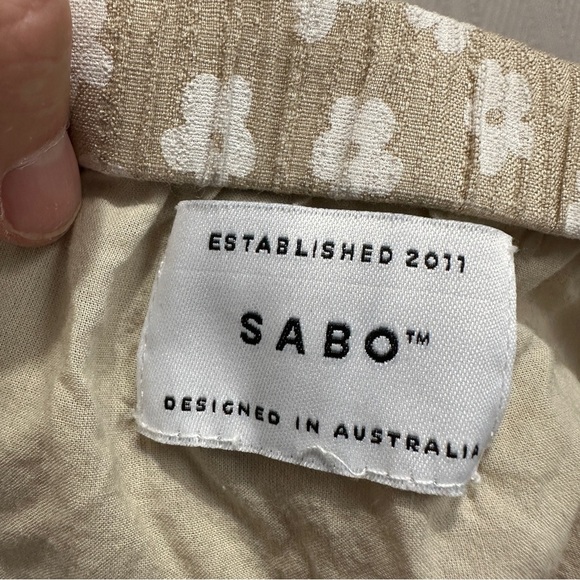 ESTABLISHED 2011
SABO™
DESIGNED IN AUSTRALIA